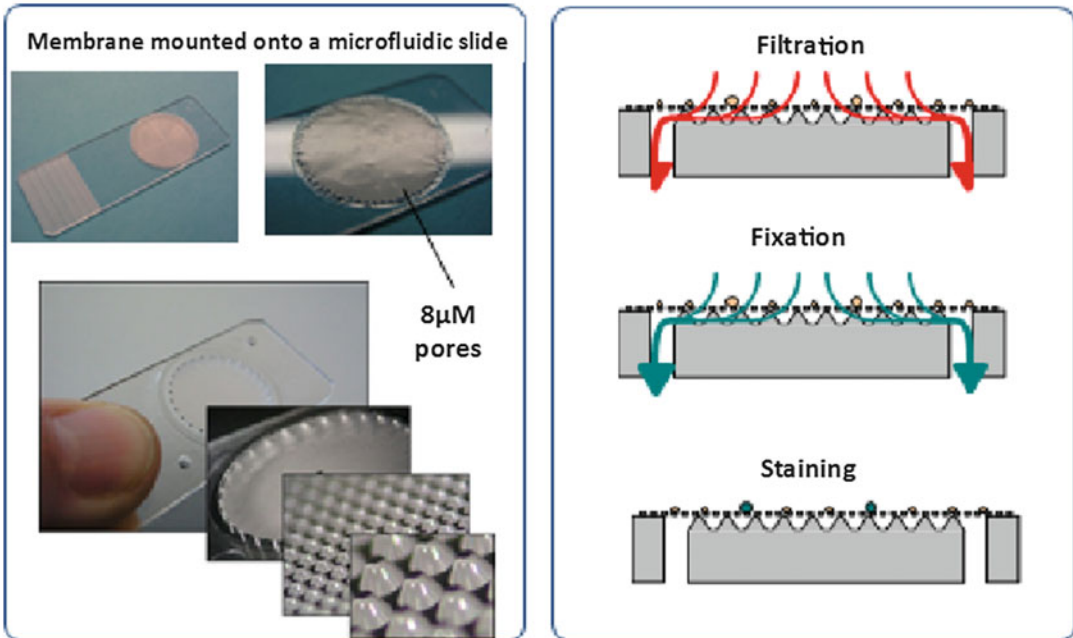 Membrane mounted onto a microfluidic slide
8µM
pores
Filtration
Fixation
Staining